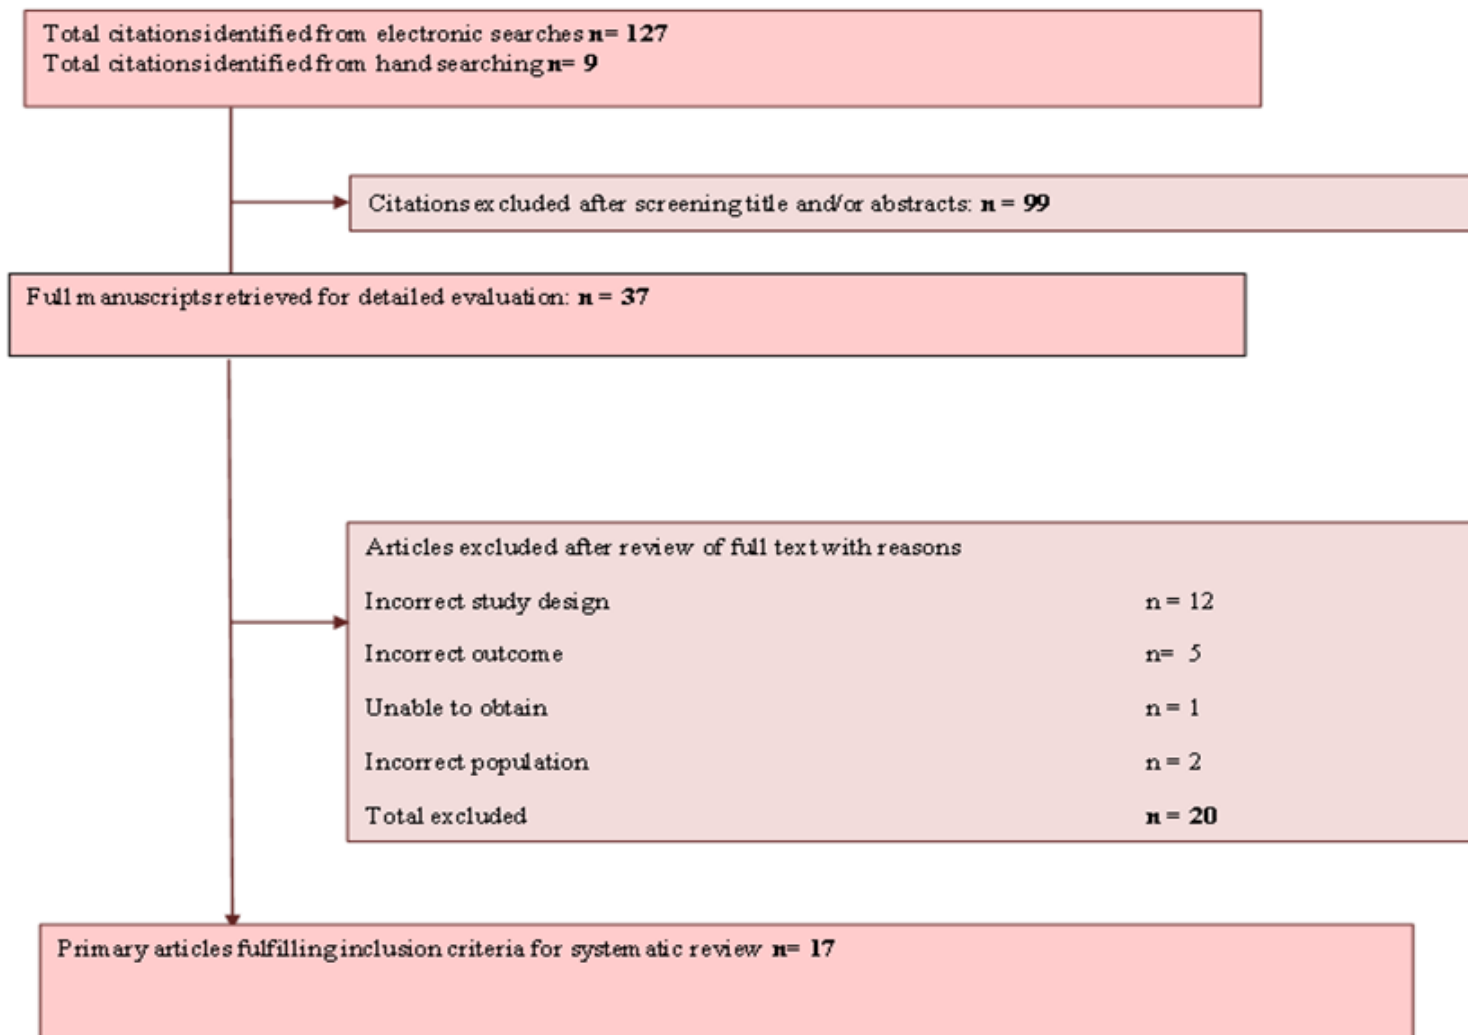 Total citations identified from electronic searches n= 127
Total citations identified from hand searching n= 9
Citations excluded after screening title and/or abstracts: n = 99
Full manuscripts retrieved for detailed evaluation: n = 37
Articles excluded after review of full text with reasons
Incorrect study design n = 12
Incorrect outcome n= 5
Unable to obtain n = 1
Incorrect population n = 2
Total excluded n = 20
Primary articles fulfilling inclusion criteria for systematic review n= 17